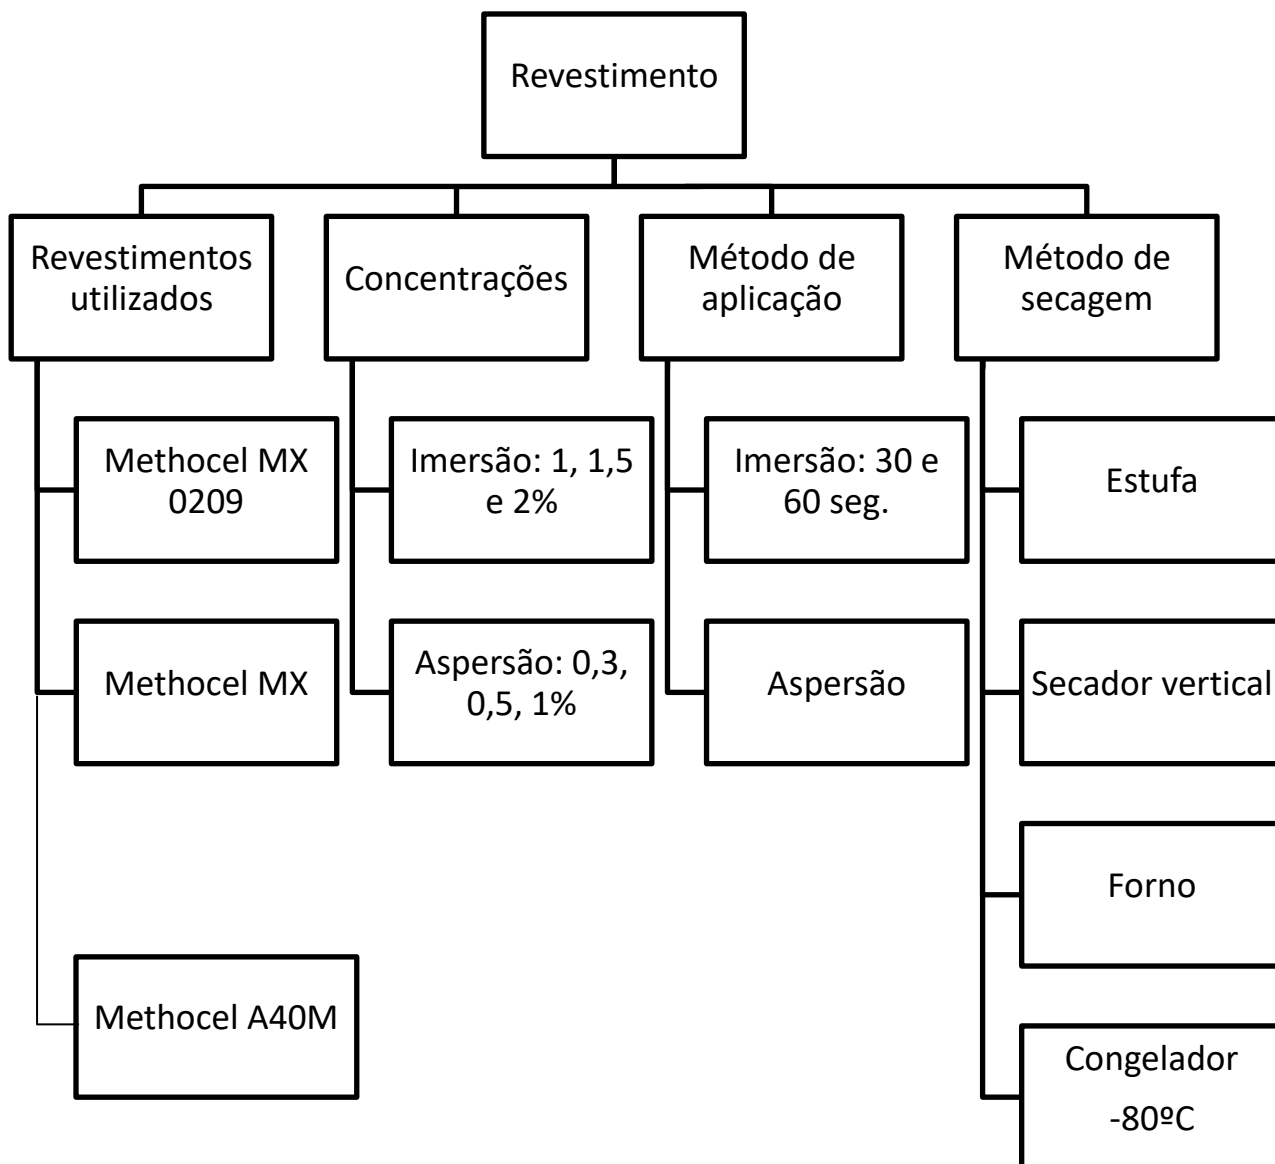 Revestimento
Revestimentos
utilizados
Concentrações
Método de
aplicação
Método de
secagem
Methocel MX
0209
Imersão: 1, 1,5
e 2%
Imersão: 30 e
60 seg.
Estufa
Methocel MX
Aspersão: 0,3,
0,5, 1%
Aspersão
Secador vertical
Forno
Methocel A40M
Congelador
-80ºC